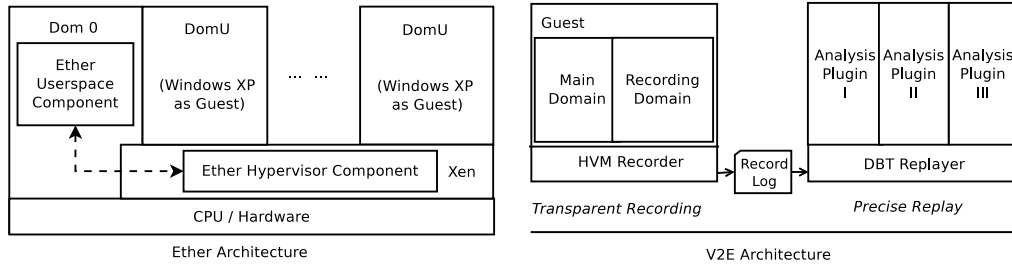 Dom 0
Ether
Userspace
Component
DomU
(Windows XP
as Guest)
... ...
DomU
(Windows XP
as Guest)
Ether Hypervisor Component
Xen
CPU / Hardware
Ether Architecture
Guest
Main
Domain
Recording
Domain
HVM Recorder
Transparent Recording
Record
Log
Analysis
Plugin
I
Analysis
Plugin
II
Analysis
Plugin
III
DBT Replayer
Precise Replay
V2E Architecture